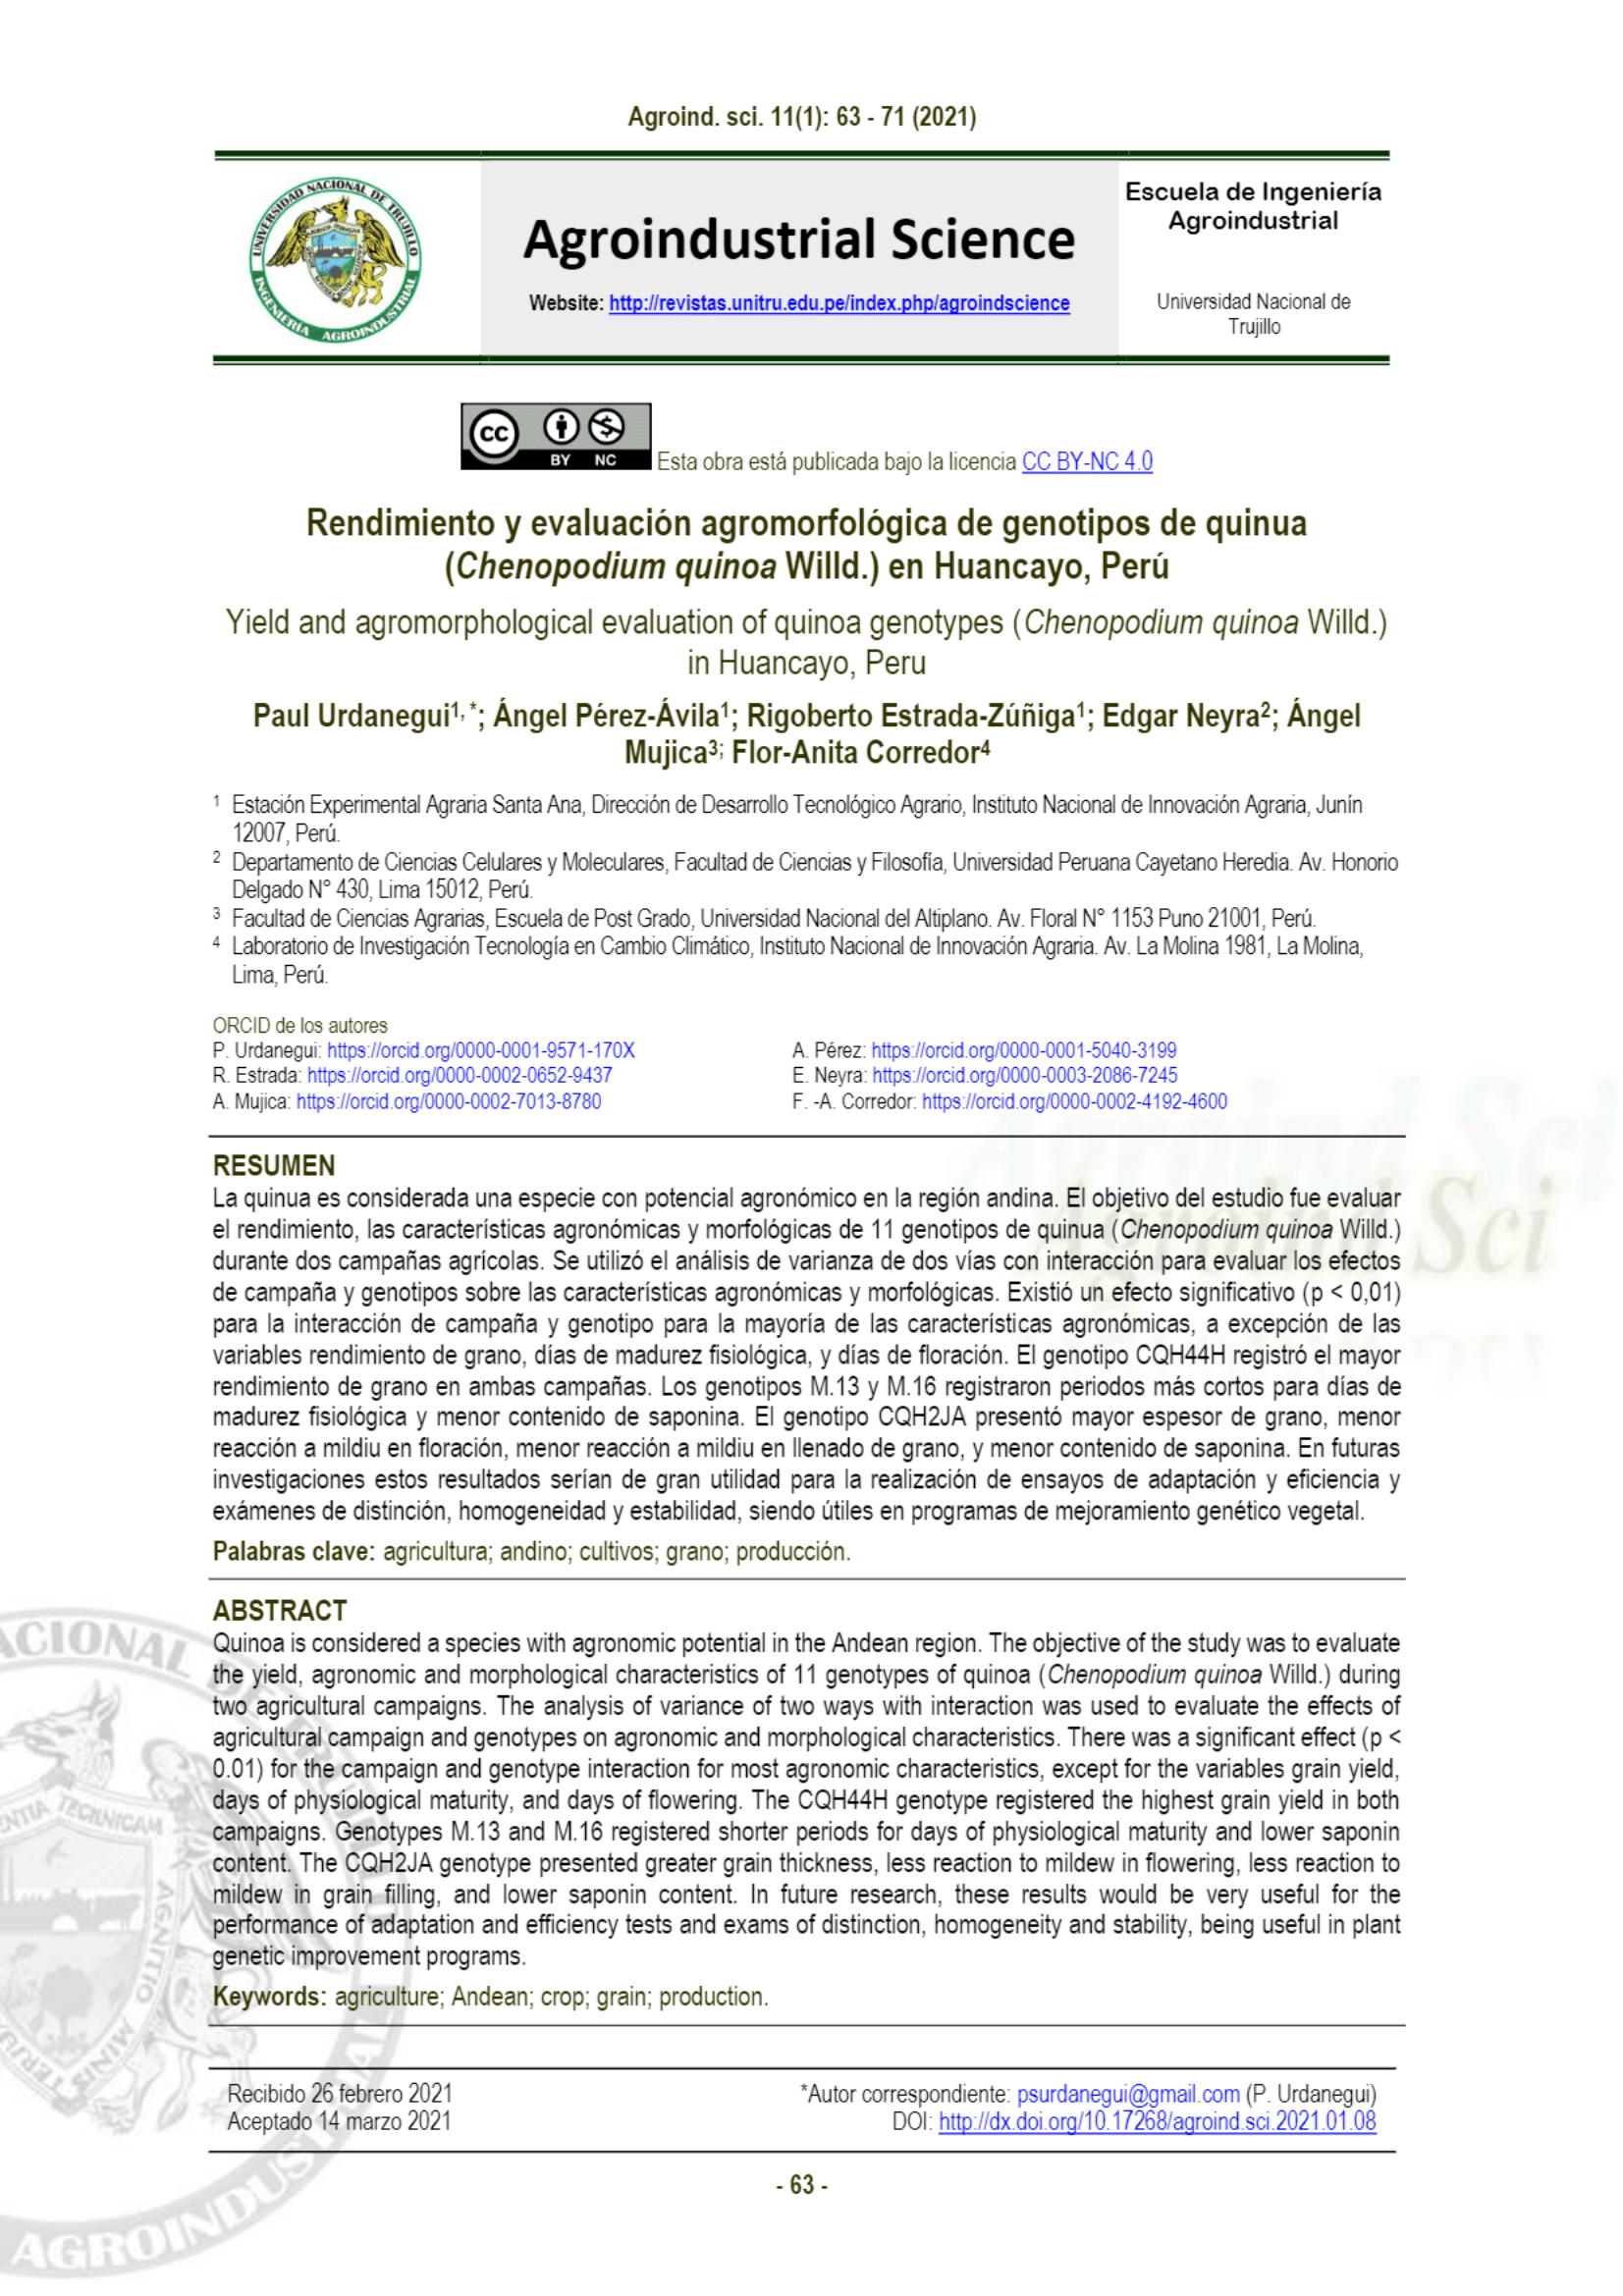 Agroind. sci. 11(1): 63 - 71 (2021)
UNIVERSIDAD NACIONAL DE TRUJILLO
INGENIERÍA AGROINDUSTRIAL
Agroindustrial Science
Website: http://revistas.unitru.edu.pe/index.php/agroindscience
Escuela de Ingeniería
Agroindustrial
Universidad Nacional de
Trujillo
cc BY NC
Esta obra está publicada bajo la licencia CC BY-NC 4.0
Rendimiento y evaluación agromorfológica de genotipos de quinua
(Chenopodium quinoa Willd.) en Huancayo, Perú
Yield and agromorphological evaluation of quinoa genotypes (Chenopodium quinoa Willd.)
in Huancayo, Peru
Paul Urdanegui1, *; Ángel Pérez-Ávila1; Rigoberto Estrada-Zúñiga1; Edgar Neyra2; Ángel
Mujica3; Flor-Anita Corredor4
1 Estación Experimental Agraria Santa Ana, Dirección de Desarrollo Tecnológico Agrario, Instituto Nacional de Innovación Agraria, Junín
12007, Perú.
2 Departamento de Ciencias Celulares y Moleculares, Facultad de Ciencias y Filosofía, Universidad Peruana Cayetano Heredia. Av. Honorio
Delgado N° 430, Lima 15012, Perú.
3 Facultad de Ciencias Agrarias, Escuela de Post Grado, Universidad Nacional del Altiplano. Av. Floral N° 1153 Puno 21001, Perú.
4 Laboratorio de Investigación Tecnología en Cambio Climático, Instituto Nacional de Innovación Agraria. Av. La Molina 1981, La Molina,
Lima, Perú.
ORCID de los autores
P. Urdanegui: https://orcid.org/0000-0001-9571-170X
A. Pérez: https://orcid.org/0000-0001-5040-3199
R. Estrada: https://orcid.org/0000-0002-0652-9437
E. Neyra: https://orcid.org/0000-0003-2086-7245
A. Mujica: https://orcid.org/0000-0002-7013-8780
F. -A. Corredor: https://orcid.org/0000-0002-4192-4600
Agroind Sci
RESUMEN
La quinua es considerada una especie con potencial agronómico en la región andina. El objetivo del estudio fue evaluar
el rendimiento, las características agronómicas y morfológicas de 11 genotipos de quinua (Chenopodium quinoa Willd.)
durante dos campañas agrícolas. Se utilizó el análisis de varianza de dos vías con interacción para evaluar los efectos
de campaña y genotipos sobre las características agronómicas y morfológicas. Existió un efecto significativo (p < 0,01)
para la interacción de campaña y genotipo para la mayoría de las características agronómicas, a excepción de las
variables rendimiento de grano, días de madurez fisiológica, y días de floración. El genotipo CQH44H registró el mayor
rendimiento de grano en ambas campañas. Los genotipos M.13 y M.16 registraron periodos más cortos para días de
madurez fisiológica y menor contenido de saponina. El genotipo CQH2JA presentó mayor espesor de grano, menor
reacción a mildiu en floración, menor reacción a mildiu en llenado de grano, y menor contenido de saponina. En futuras
investigaciones estos resultados serían de gran utilidad para la realización de ensayos de adaptación y eficiencia y
exámenes de distinción, homogeneidad y estabilidad, siendo útiles en programas de mejoramiento genético vegetal.
Palabras clave: agricultura; andino; cultivos; grano; producción.
ABSTRACT
Quinoa is considered a species with agronomic potential in the Andean region. The objective of the study was to evaluate
the yield, agronomic and morphological characteristics of 11 genotypes of quinoa (Chenopodium quinoa Willd.) during
two agricultural campaigns. The analysis of variance of two ways with interaction was used to evaluate the effects of
agricultural campaign and genotypes on agronomic and morphological characteristics. There was a significant effect (p <
0.01) for the campaign and genotype interaction for most agronomic characteristics, except for the variables grain yield,
days of physiological maturity, and days of flowering. The CQH44H genotype registered the highest grain yield in both
campaigns. Genotypes M.13 and M.16 registered shorter periods for days of physiological maturity and lower saponin
content. The CQH2JA genotype presented greater grain thickness, less reaction to mildew in flowering, less reaction to
mildew in grain filling, and lower saponin content. In future research, these results would be very useful for the
performance of adaptation and efficiency tests and exams of distinction, homogeneity and stability, being useful in plant
genetic improvement programs.
Keywords: agriculture; Andean; crop; grain; production.
Recibido 26 febrero 2021
Aceptado 14 marzo 2021
*Autor correspondiente: psurdanegui@gmail.com (P. Urdanegui)
DOI: http://dx.doi.org/10.17268/agroind.sci.2021.01.08
- 63 -